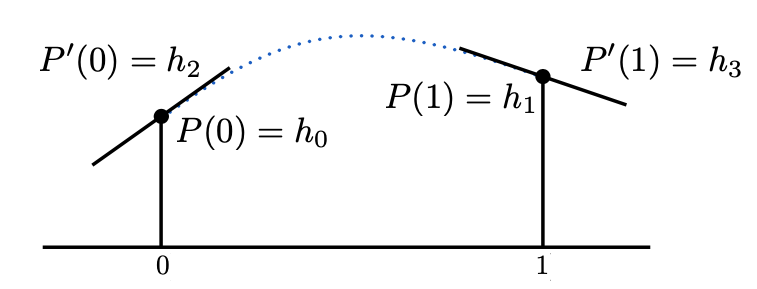 P′(0) = h₂
P′(1) = h₃
P(1) = h₁
P(0) = h₀
0
1